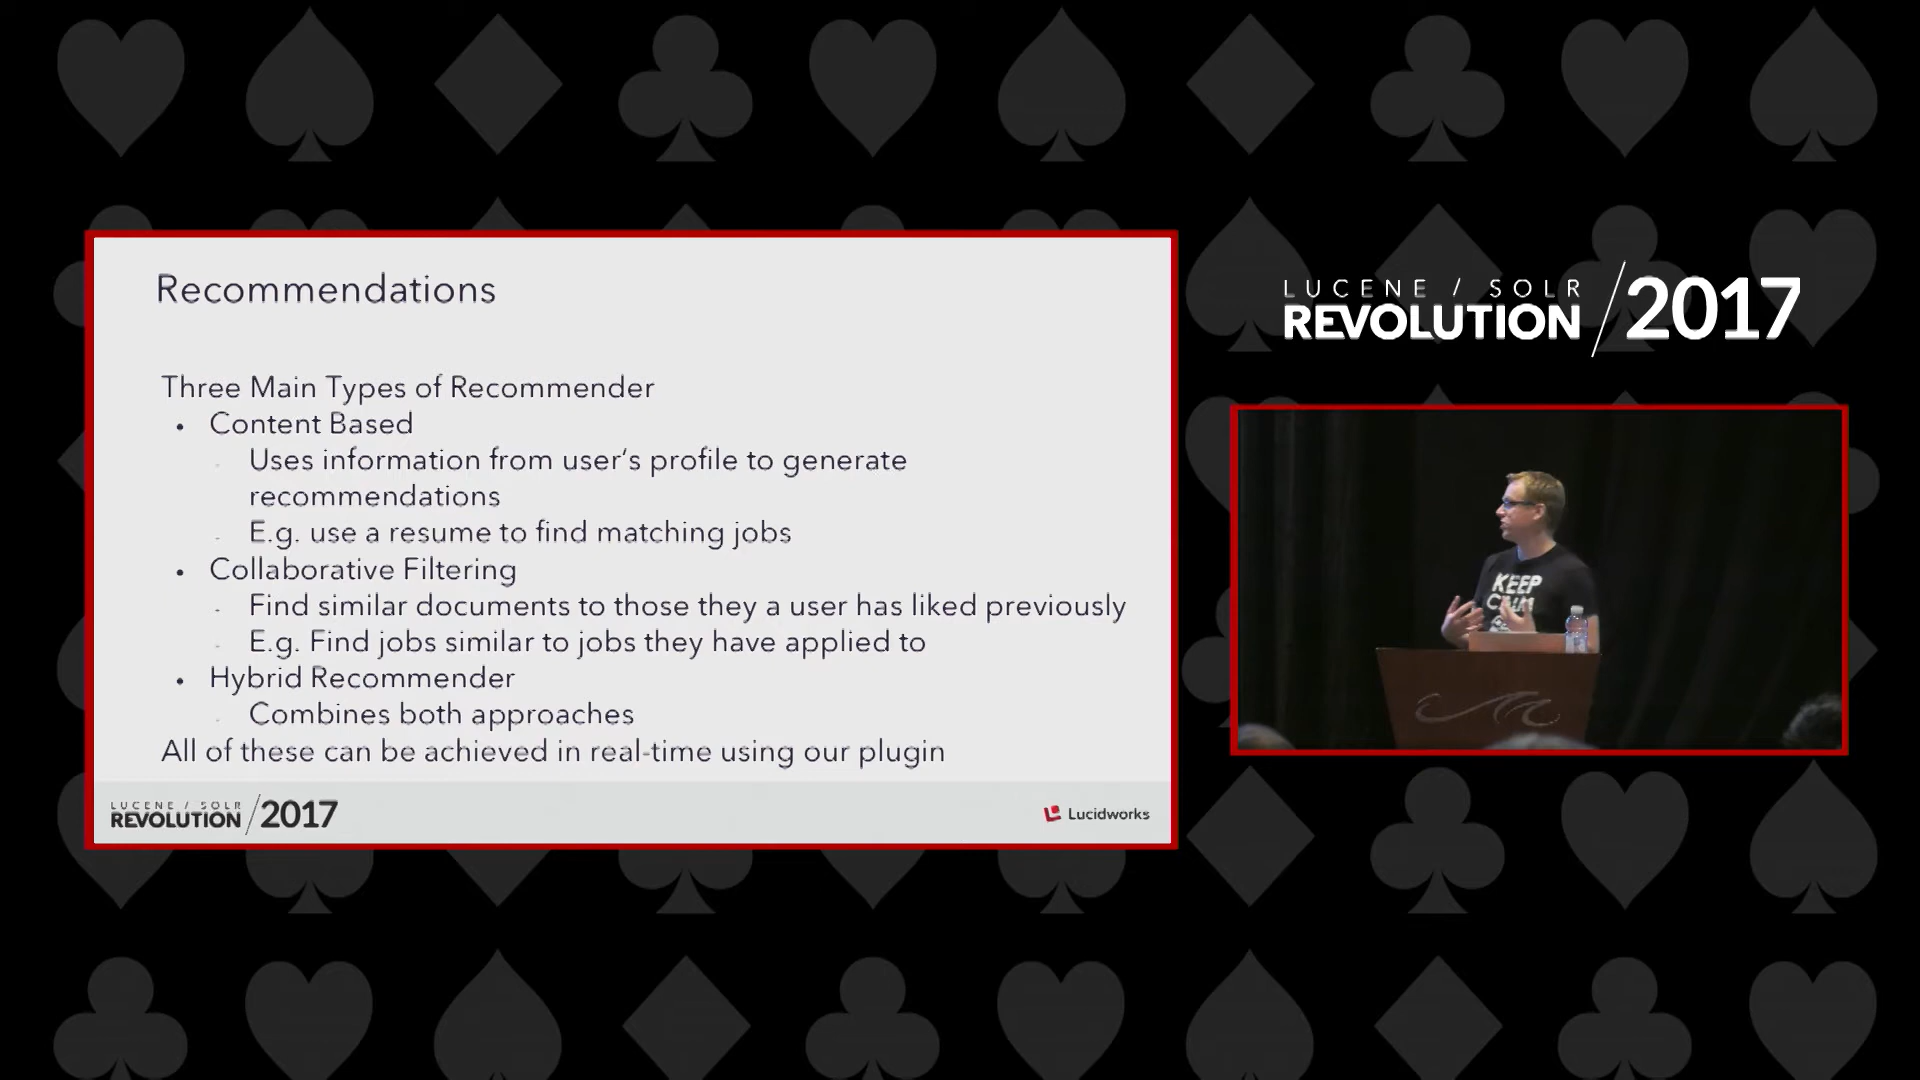 Recommendations
Three Main Types of Recommender
• Content Based
- Uses information from user's profile to generate
recommendations
- E.g. use a resume to find matching jobs
• Collaborative Filtering
- Find similar documents to those they a user has liked previously
- E.g. Find jobs similar to jobs they have applied to
• Hybrid Recommender
- Combines both approaches
All of these can be achieved in real-time using our plugin
LUCENE / SOLR
REVOLUTION / 2017
Lucidworks
LUCENE / SOLR
REVOLUTION / 2017
KEEP
CALM